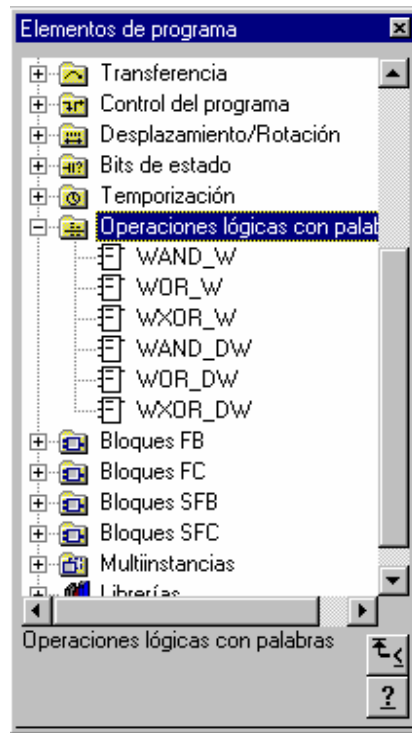 Elementos de programa
Transferencia
Control del programa
Desplazamiento/Rotación
Bits de estado
Temporización
Operaciones lógicas con palab
WAND_W
WOR_W
WXOR_W
WAND_DW
WOR_DW
WXOR_DW
Bloques FB
Bloques FC
Bloques SFB
Bloques SFC
Multiinstancias
Librerías
Operaciones lógicas con palabras
?